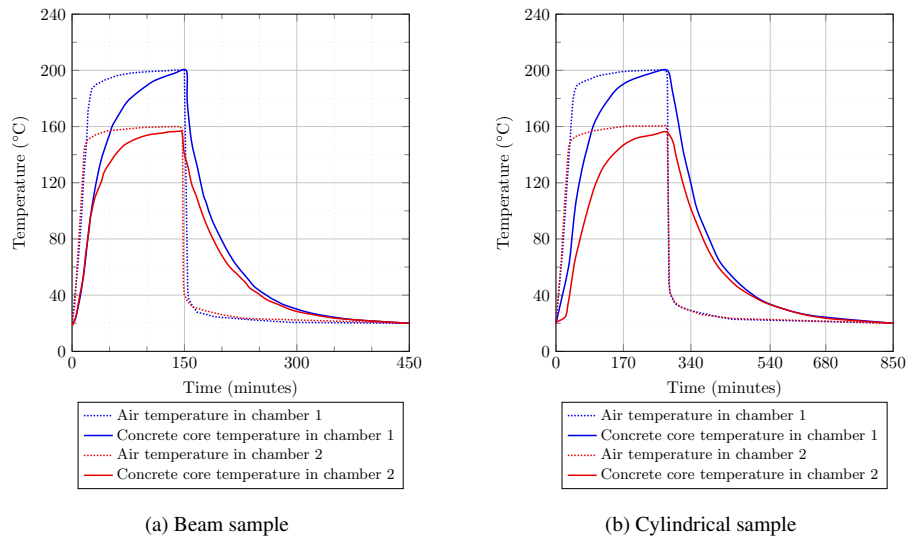 240
200
160
120
80
40
0
Temperature (°C)
0 150 300 450
Time (minutes)
Air temperature in chamber 1
Concrete core temperature in chamber 1
Air temperature in chamber 2
Concrete core temperature in chamber 2
(a) Beam sample
240
200
160
120
80
40
0
Temperature (°C)
0 170 340 540 680 850
Time (minutes)
Air temperature in chamber 1
Concrete core temperature in chamber 1
Air temperature in chamber 2
Concrete core temperature in chamber 2
(b) Cylindrical sample